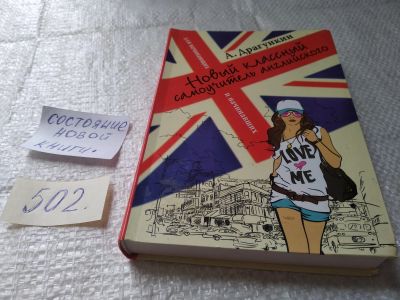 А. Драгункин
для начинающих
Новый классный
самоучитель английского
и начинающих
LOVE
ME
СОСТОЯНИЕ
НОВОЙ
КНИГИ.
502.